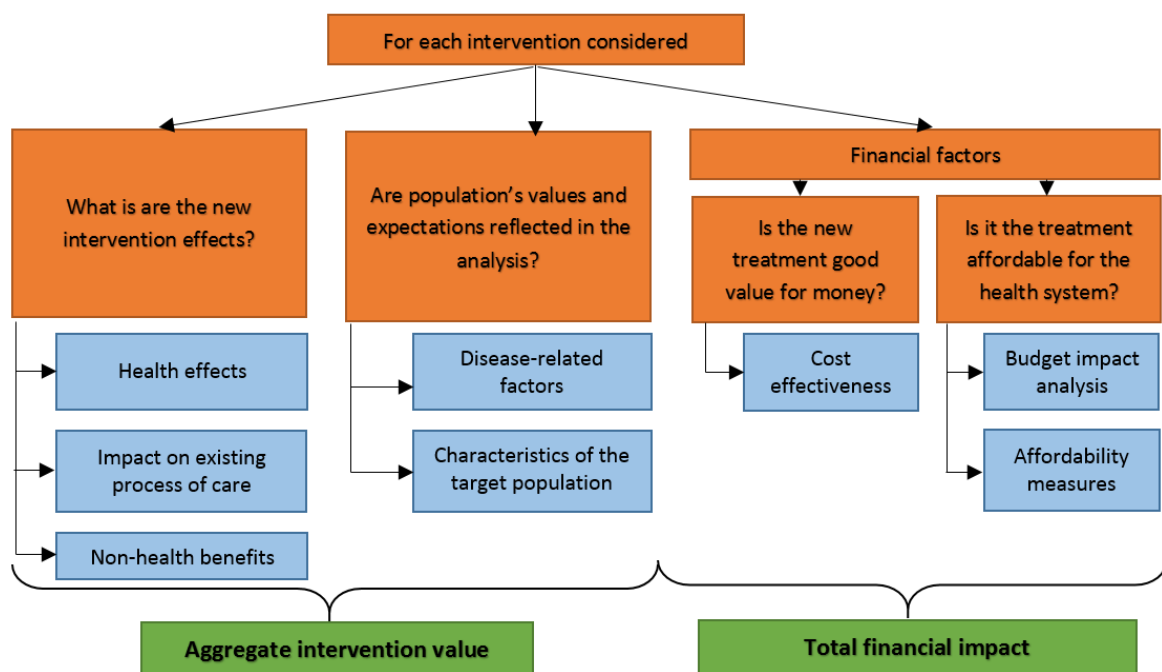 For each intervention considered
What is are the new
intervention effects?
Health effects
Impact on existing
process of care
Non-health benefits
Are population’s values and
expectations reflected in the
analysis?
Disease-related
factors
Characteristics of the
target population
Financial factors
Is the new
treatment good
value for money?
Cost
effectiveness
Is it the treatment
affordable for the
health system?
Budget impact
analysis
Affordability
measures
Aggregate intervention value
Total financial impact